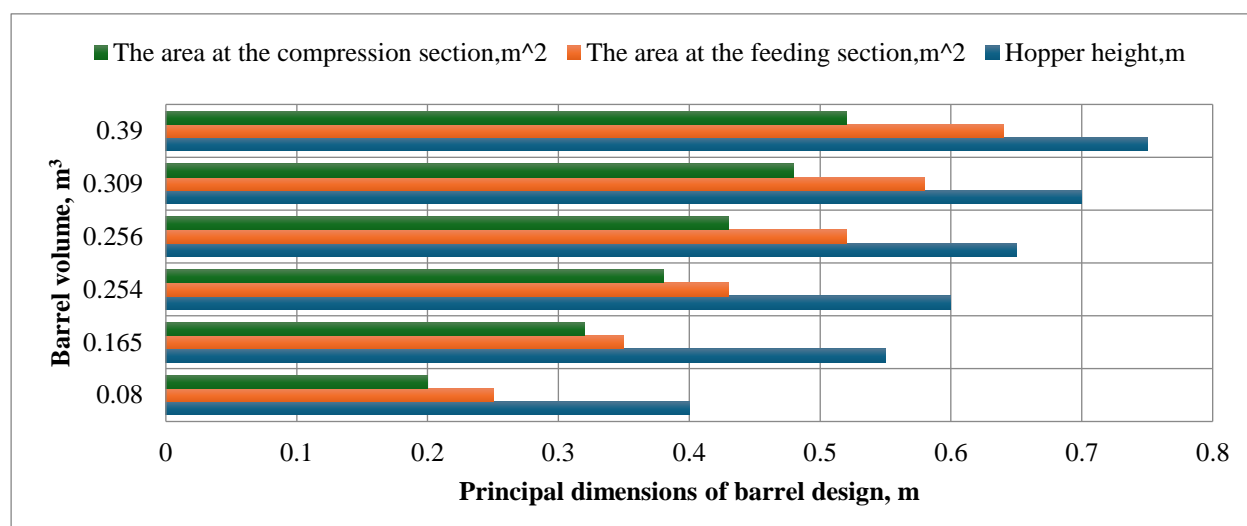 The area at the compression section,m^2 The area at the feeding section,m^2 Hopper height,m
Barrel volume, m³
0.39
0.309
0.256
0.254
0.165
0.08
0 0.1 0.2 0.3 0.4 0.5 0.6 0.7 0.8
Principal dimensions of barrel design, m